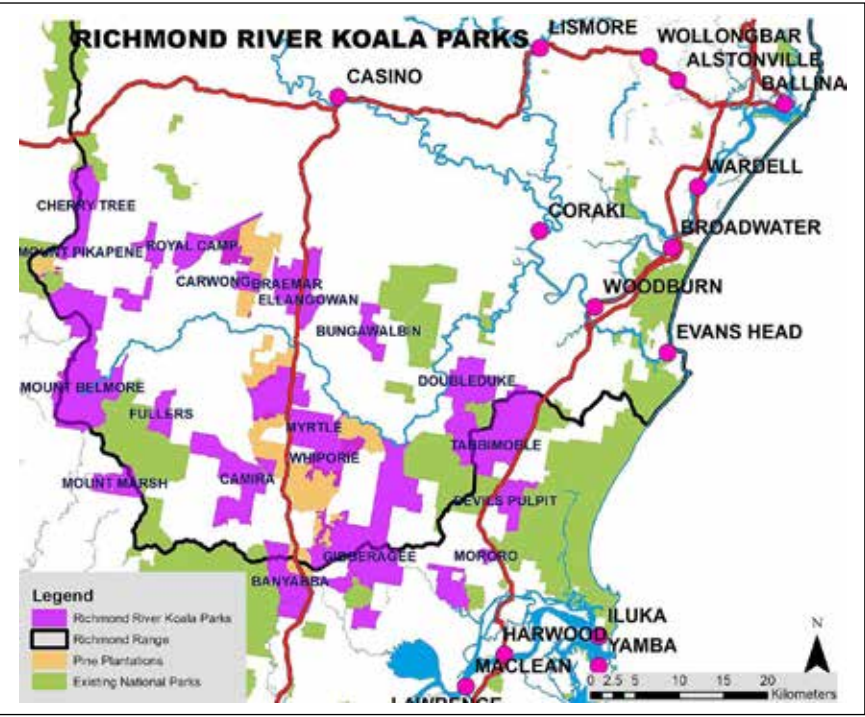 RICHMOND RIVER KOALA PARKS
LISMORE
WOLLONGBAR
ALSTONVILLE
BALLINA
CASINO
WARDELL
CHERRY TREE
CORAKI
BROADWATER
MOUNT PIKAPENE
ROYAL CAMP
CARWONG
BRAEMAR
ELLANGOWAN
WOODBURN
BUNGAWALBIN
EVANS HEAD
MOUNT BELMORE
DOUBLEDUKE
FULLERS
MYRTLE
TABBIMOBLE
WHIPORIE
MOUNT MARSH
CAMIRA
DEVILS PULPIT
GIBBERAGEE
MORORO
BANYABBA
ILUKA
HARWOOD
YAMBA
MACLEAN
LAWRENCE
Legend
Richmond River Koala Parks
Richmond Range
Pine Plantations
Existing National Parks
N
0 2.5 5 10 15 20
Kilometers